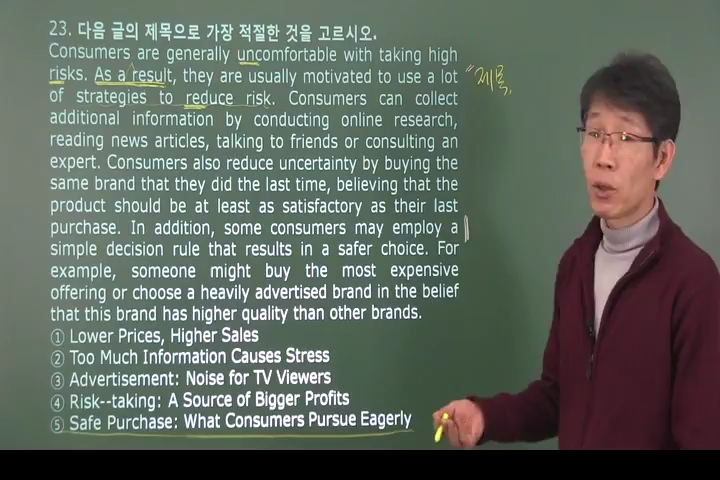 23. 다음 글의 제목으로 가장 적절한 것을 고르시오.
Consumers are generally uncomfortable with taking high
risks. As a result, they are usually motivated to use a lot
of strategies to reduce risk. Consumers can collect
additional information by conducting online research,
reading news articles, talking to friends or consulting an
expert. Consumers also reduce uncertainty by buying the
same brand that they did the last time, believing that the
product should be at least as satisfactory as their last
purchase. In addition, some consumers may employ a
simple decision rule that results in a safer choice. For
example, someone might buy the most expensive
offering or choose a heavily advertised brand in the belief
that this brand has higher quality than other brands.
① Lower Prices, Higher Sales
② Too Much Information Causes Stress
③ Advertisement: Noise for TV Viewers
④ Risk--taking: A Source of Bigger Profits
⑤ Safe Purchase: What Consumers Pursue Eagerly
"제목,